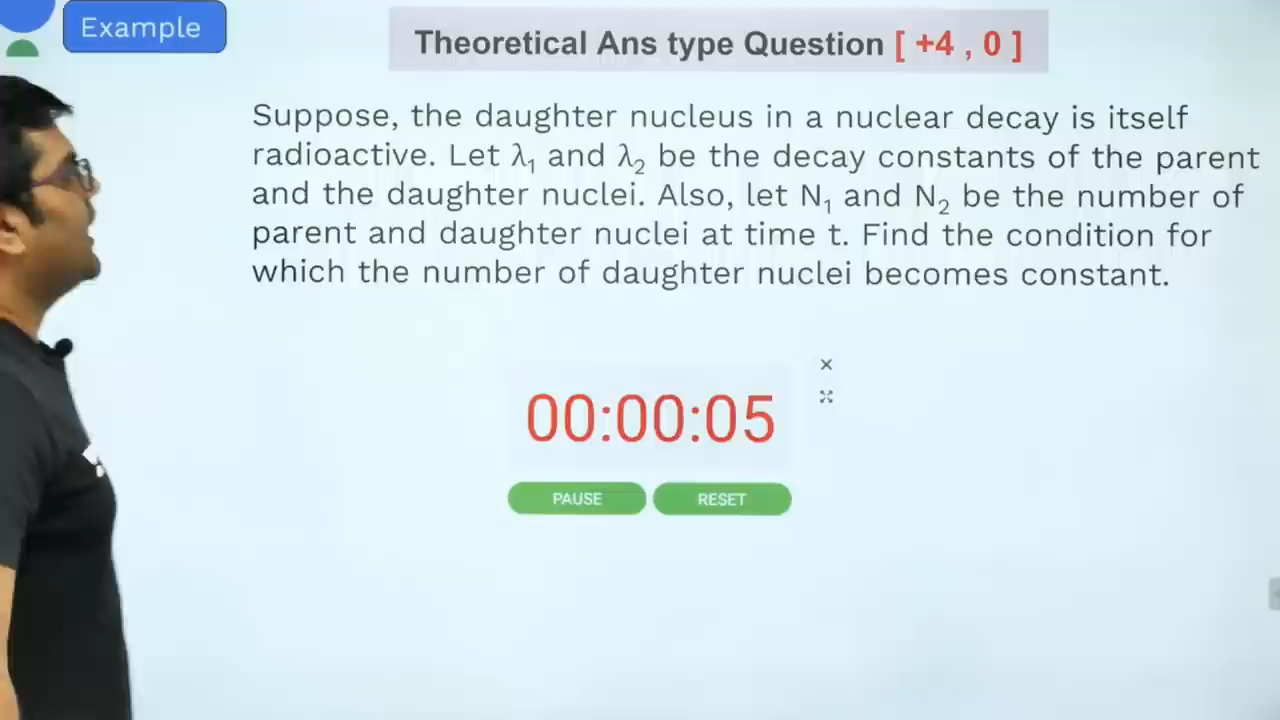 Example
Theoretical Ans type Question [ +4 , 0 ]
Suppose, the daughter nucleus in a nuclear decay is itself
radioactive. Let λ₁ and λ₂ be the decay constants of the parent
and the daughter nuclei. Also, let N₁ and N₂ be the number of
parent and daughter nuclei at time t. Find the condition for
which the number of daughter nuclei becomes constant.
00:00:05
PAUSE RESET